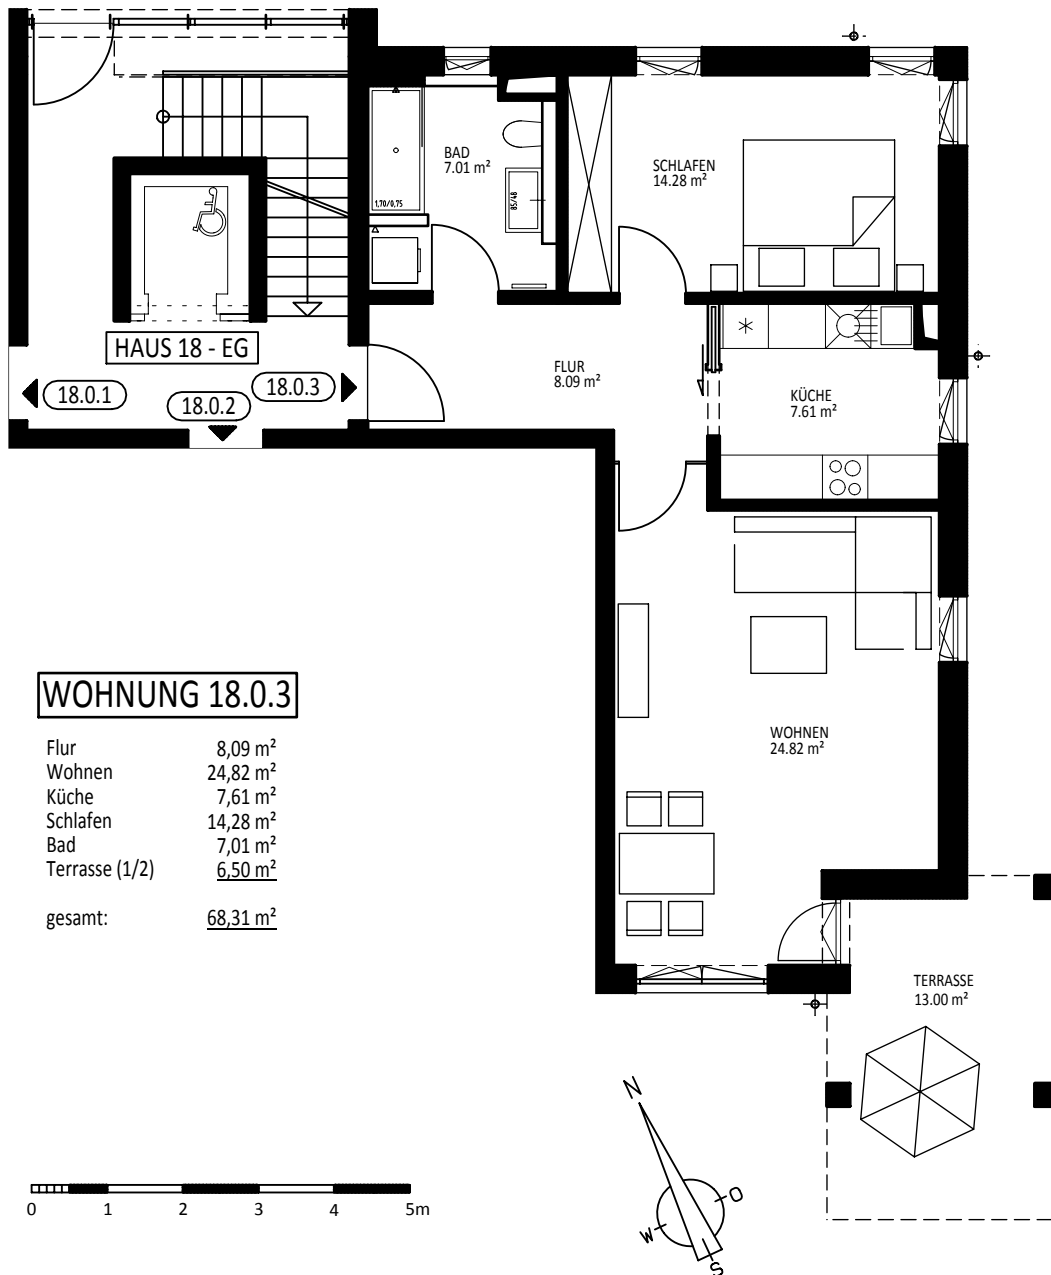 BAD
7.01 m²
SCHLAFEN
14.28 m²
1,70/0,75
85/48
HAUS 18 - EG
18.0.1
18.0.2
18.0.3
FLUR
8.09 m²
KÜCHE
7.61 m²
WOHNUNG 18.0.3
Flur 8,09 m²
Wohnen 24,82 m²
Küche 7,61 m²
Schlafen 14,28 m²
Bad 7,01 m²
Terrasse (1/2) 6,50 m²
gesamt: 68,31 m²
WOHNEN
24.82 m²
TERRASSE
13.00 m²
N
O
W
S
0 1 2 3 4 5m